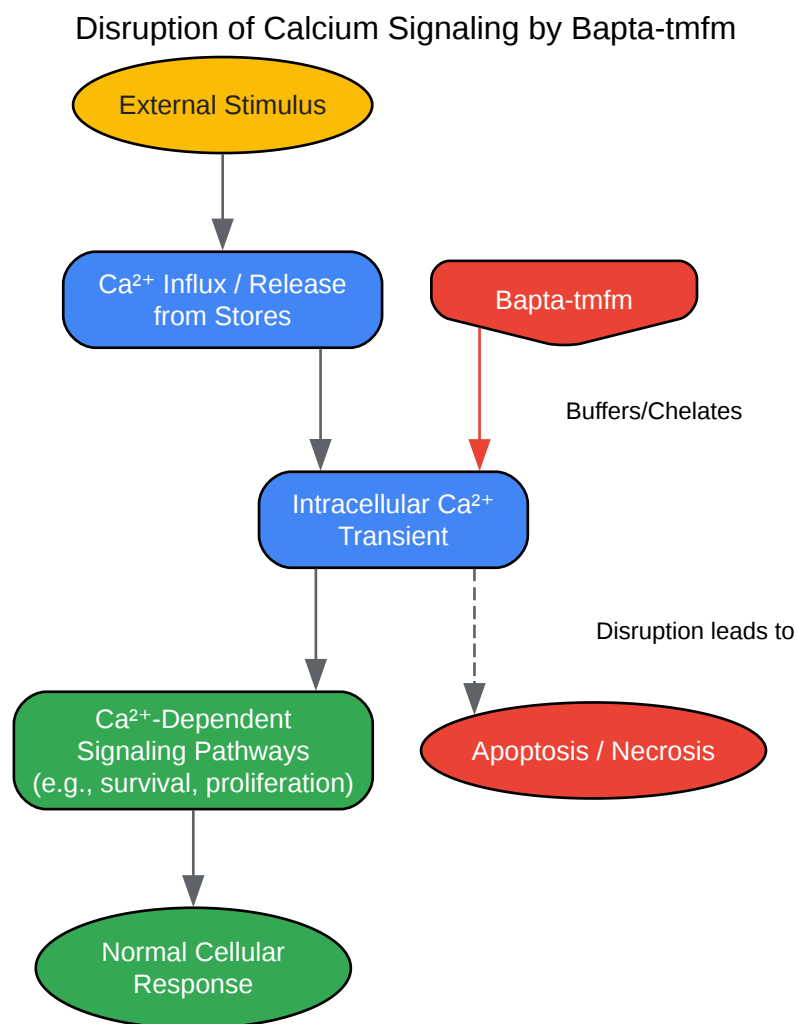 Disruption of Calcium Signaling by Bapta-tmfm
External Stimulus
Ca²⁺ Influx / Release
from Stores
Bapta-tmfm
Buffers/Chelates
Intracellular Ca²⁺
Transient
Disruption leads to
Ca²⁺-Dependent
Signaling Pathways
(e.g., survival, proliferation)
Apoptosis / Necrosis
Normal Cellular
Response